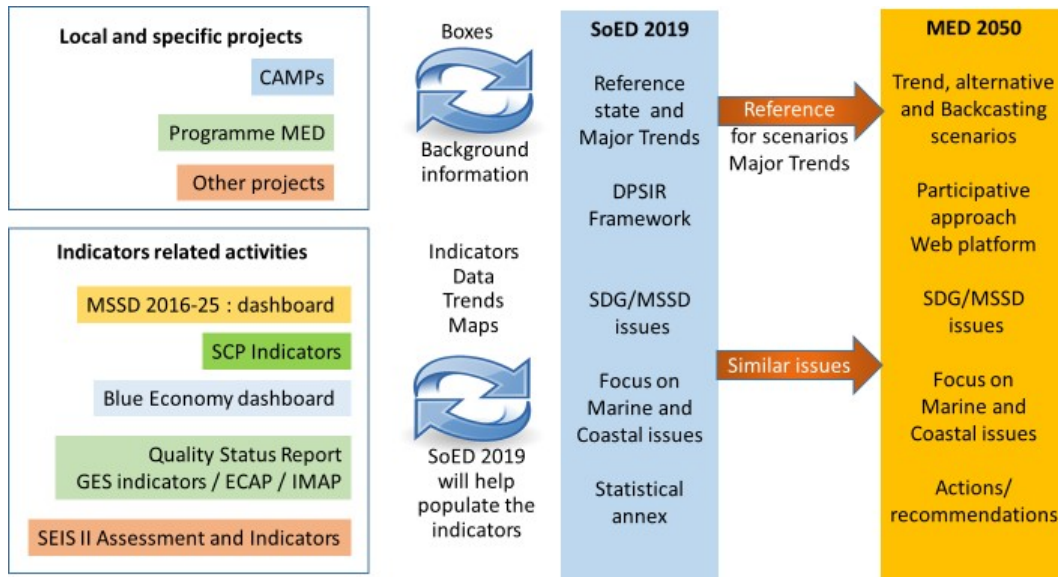 Local and specific projects
CAMPs
Programme MED
Other projects
Indicators related activities
MSSD 2016-25 : dashboard
SCP Indicators
Blue Economy dashboard
Quality Status Report
GES indicators / ECAP / IMAP
SEIS II Assessment and Indicators
Boxes
Background
information
Indicators
Data
Trends
Maps
SoED 2019
will help
populate the
indicators
SoED 2019
Reference
state and
Major Trends
DPSIR
Framework
SDG/MSSD
issues
Focus on
Marine and
Coastal issues
Statistical
annex
Reference
for scenarios
Major Trends
Similar issues
MED 2050
Trend, alternative
and Backcasting
scenarios
Participative
approach
Web platform
SDG/MSSD
issues
Focus on
Marine and
Coastal issues
Actions/
recommendations